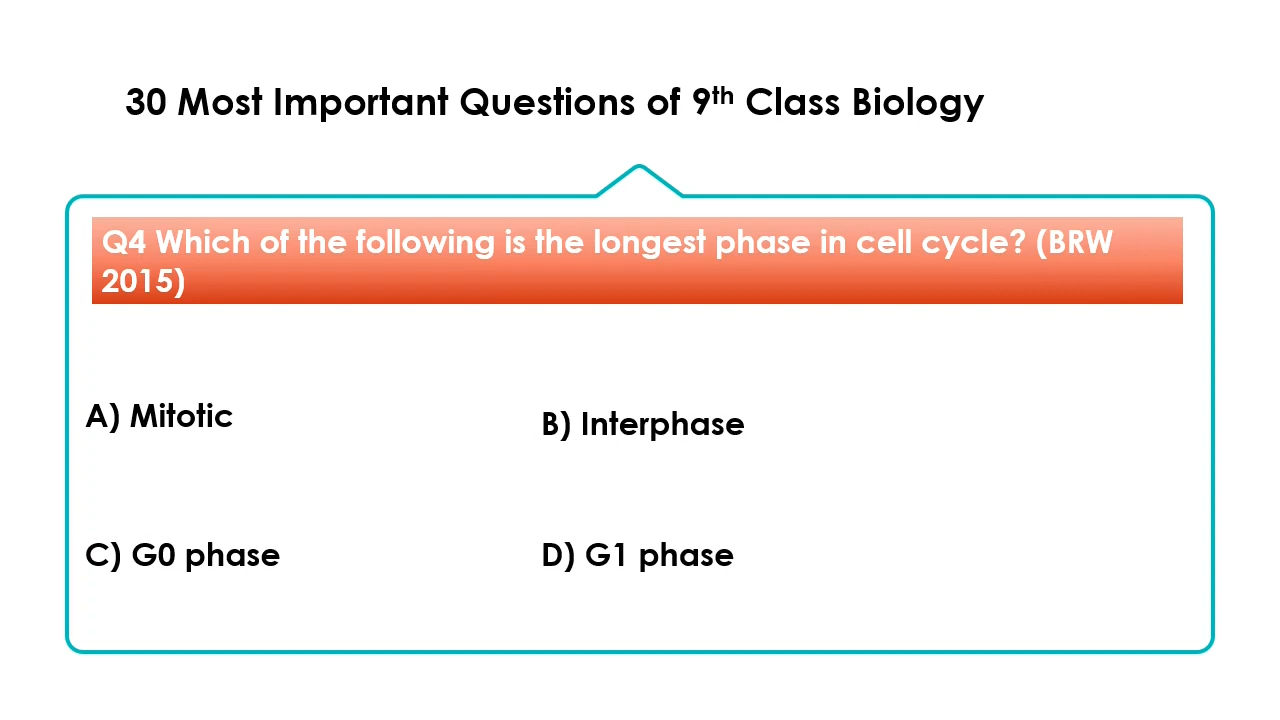 30 Most Important Questions of 9th Class Biology
Q4 Which of the following is the longest phase in cell cycle? (BRW
2015)
A) Mitotic
B) Interphase
C) G0 phase
D) G1 phase